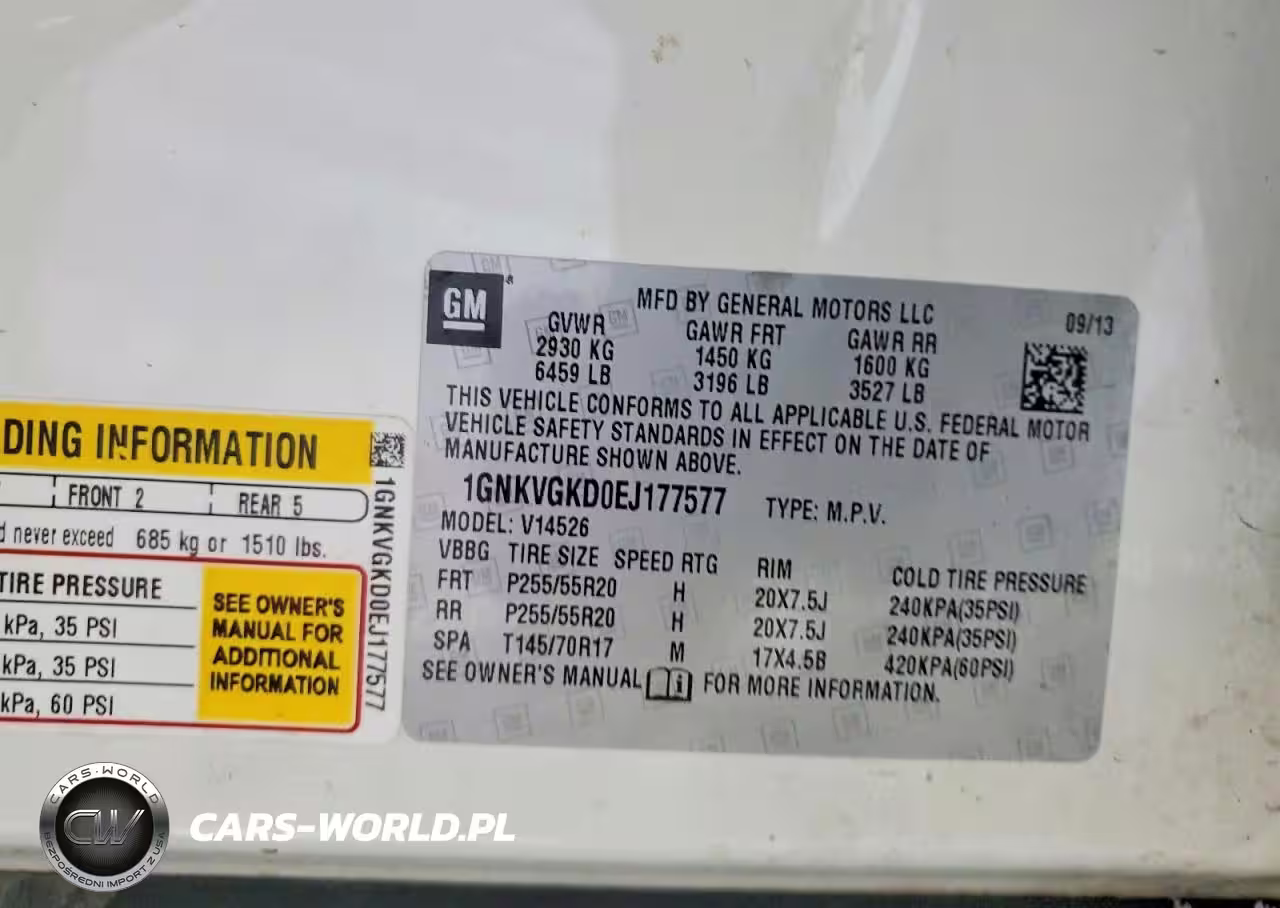 DING INFORMATION
FRONT 2 REAR 5
never exceed 685 kg or 1510 lbs.
TIRE PRESSURE
kPa, 35 PSI
kPa, 35 PSI
kPa, 60 PSI
SEE OWNER'S
MANUAL FOR
ADDITIONAL
INFORMATION
1GNKVGKD0EJ177577
GM
MFD BY GENERAL MOTORS LLC
09/13
GVWR GAWR FRT GAWR RR
2930 KG 1450 KG 1600 KG
6459 LB 3196 LB 3527 LB
THIS VEHICLE CONFORMS TO ALL APPLICABLE U.S. FEDERAL MOTOR
VEHICLE SAFETY STANDARDS IN EFFECT ON THE DATE OF
MANUFACTURE SHOWN ABOVE.
1GNKVGKD0EJ177577 TYPE: M.P.V.
MODEL: V14526
VBBG TIRE SIZE SPEED RTG RIM COLD TIRE PRESSURE
FRT P255/55R20 H 20X7.5J 240KPA(35PSI)
RR P255/55R20 H 20X7.5J 240KPA(35PSI)
SPA T145/70R17 M 17X4.5B 420KPA(60PSI)
SEE OWNER'S MANUAL FOR MORE INFORMATION.
CARS-WORLD
CW
BEZPOŚREDNI IMPORT Z USA
CARS-WORLD.PL